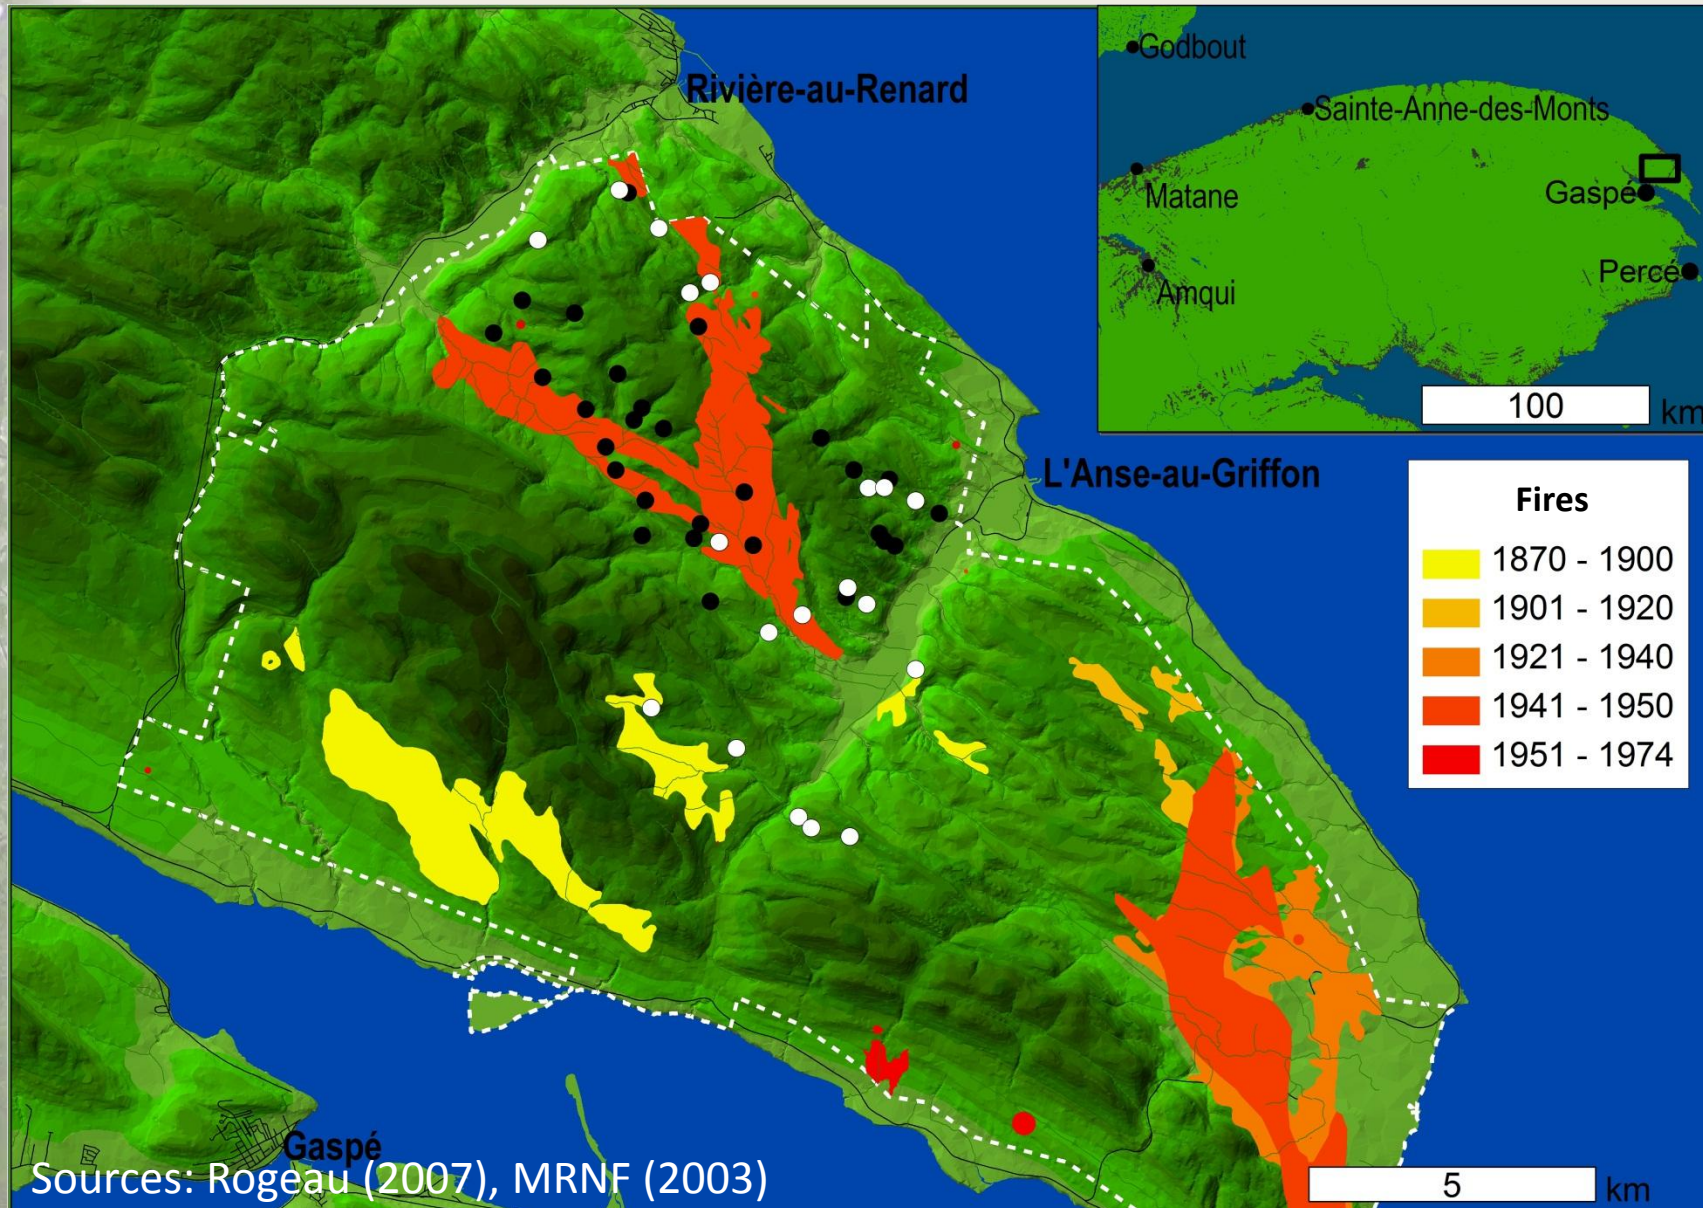 Rivière-au-Renard
Godbout
Sainte-Anne-des-Monts
Matane
Gaspé
Amqui
Percé
100 km
L'Anse-au-Griffon
Fires
1870 - 1900
1901 - 1920
1921 - 1940
1941 - 1950
1951 - 1974
Gaspé
Sources: Rogeau (2007), MRNF (2003)
5 km